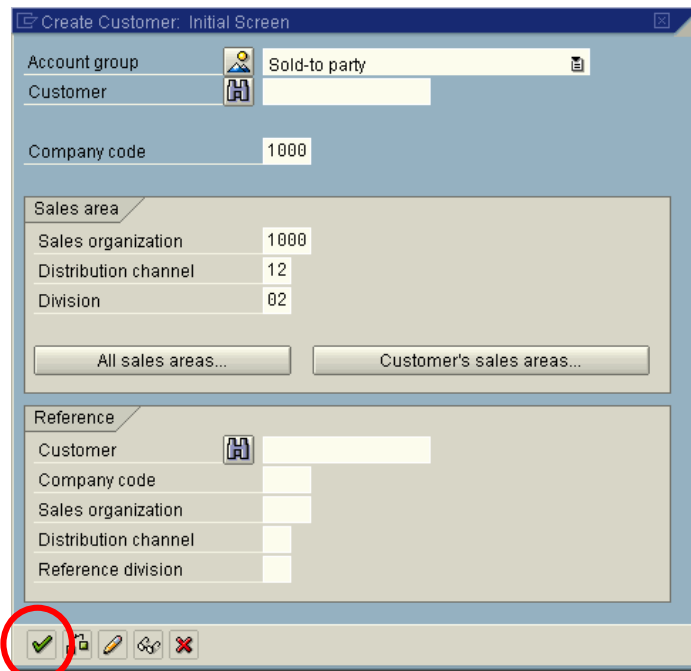 Create Customer: Initial Screen
Account group Sold-to party
Customer
Company code 1000
Sales area
Sales organization 1000
Distribution channel 12
Division 02
All sales areas... Customer's sales areas...
Reference
Customer
Company code
Sales organization
Distribution channel
Reference division